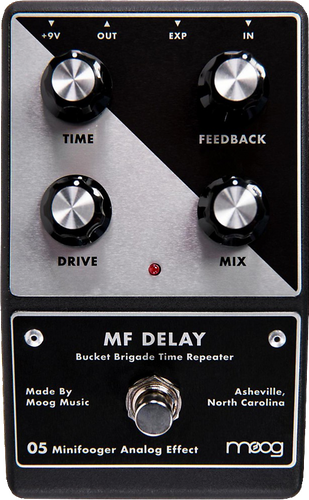 +9V OUT EXP IN
TIME FEEDBACK
DRIVE MIX
MF DELAY
Bucket Brigade Time Repeater
Made By Asheville,
Moog Music North Carolina
05 Minifooger Analog Effect moog